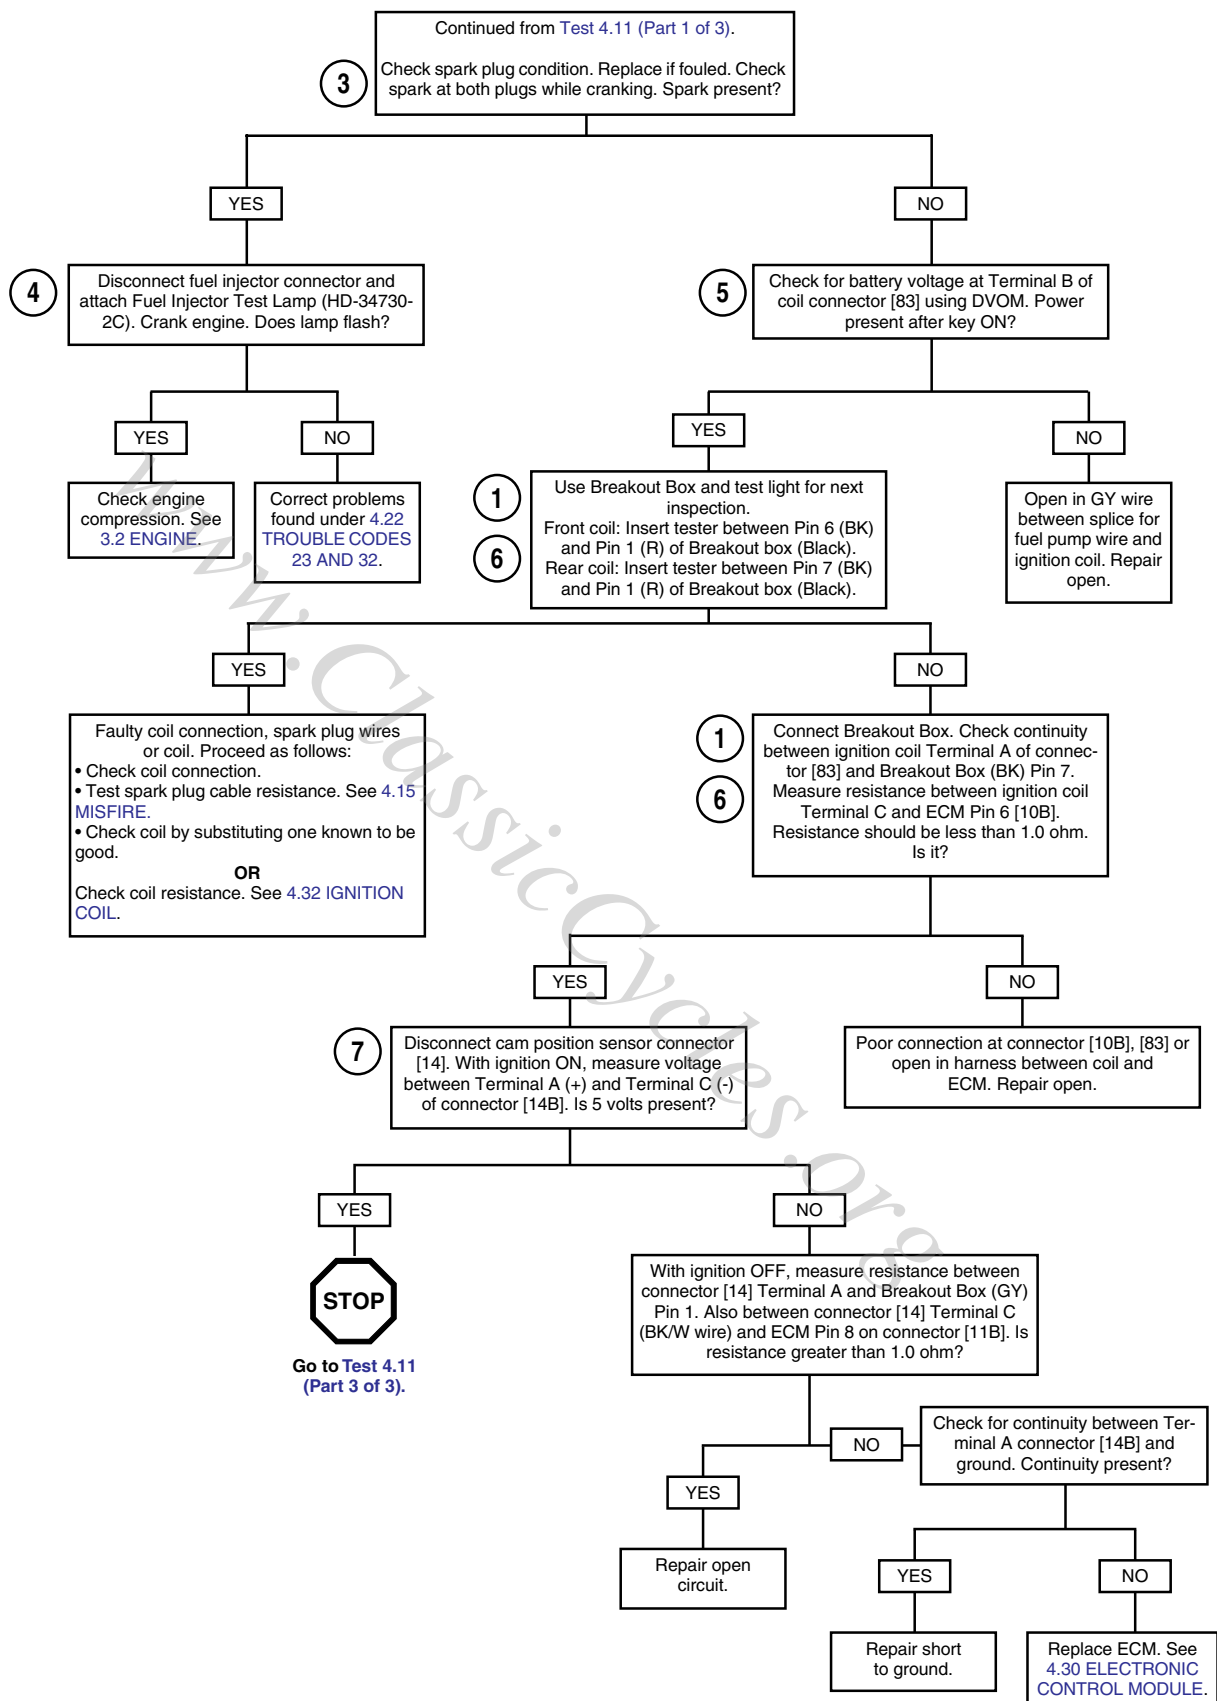 Continued from Test 4.11 (Part 1 of 3).
3
Check spark plug condition. Replace if fouled. Check
spark at both plugs while cranking. Spark present?
YES
NO
4
Disconnect fuel injector connector and
attach Fuel Injector Test Lamp (HD-34730-
2C). Crank engine. Does lamp flash?
5
Check for battery voltage at Terminal B of
coil connector [83] using DVOM. Power
present after key ON?
YES
NO
YES
NO
Check engine
compression. See
3.2 ENGINE.
Correct problems
found under 4.22
TROUBLE CODES
23 AND 32.
1
6
Use Breakout Box and test light for next
inspection.
Front coil: Insert tester between Pin 6 (BK)
and Pin 1 (R) of Breakout box (Black).
Rear coil: Insert tester between Pin 7 (BK)
and Pin 1 (R) of Breakout box (Black).
Open in GY wire
between splice for
fuel pump wire and
ignition coil. Repair
open.
YES
NO
Faulty coil connection, spark plug wires
or coil. Proceed as follows:
• Check coil connection.
• Test spark plug cable resistance. See 4.15
MISFIRE.
• Check coil by substituting one known to be
good.
OR
Check coil resistance. See 4.32 IGNITION
COIL.
1
6
Connect Breakout Box. Check continuity
between ignition coil Terminal A of connec-
tor [83] and Breakout Box (BK) Pin 7.
Measure resistance between ignition coil
Terminal C and ECM Pin 6 [10B].
Resistance should be less than 1.0 ohm.
Is it?
YES
NO
7
Disconnect cam position sensor connector
[14]. With ignition ON, measure voltage
between Terminal A (+) and Terminal C (-)
of connector [14B]. Is 5 volts present?
Poor connection at connector [10B], [83] or
open in harness between coil and
ECM. Repair open.
YES
NO
STOP
Go to Test 4.11
(Part 3 of 3).
With ignition OFF, measure resistance between
connector [14] Terminal A and Breakout Box (GY)
Pin 1. Also between connector [14] Terminal C
(BK/W wire) and ECM Pin 8 on connector [11B]. Is
resistance greater than 1.0 ohm?
YES
NO
Check for continuity between Ter-
minal A connector [14B] and
ground. Continuity present?
Repair open
circuit.
YES
NO
Repair short
to ground.
Replace ECM. See
4.30 ELECTRONIC
CONTROL MODULE.
www.ClassicCycles.org